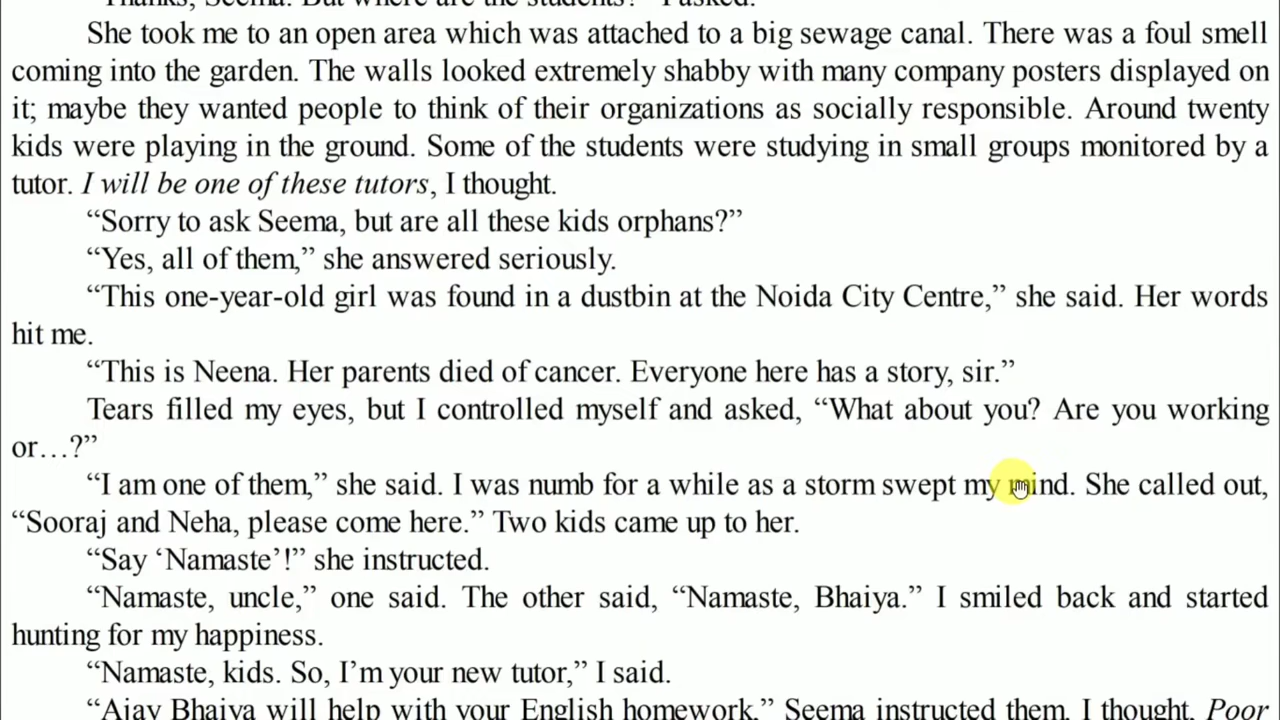 "Thanks, Seema. But where are the students?" I asked.
She took me to an open area which was attached to a big sewage canal. There was a foul smell
coming into the garden. The walls looked extremely shabby with many company posters displayed on
it; maybe they wanted people to think of their organizations as socially responsible. Around twenty
kids were playing in the ground. Some of the students were studying in small groups monitored by a
tutor. I will be one of these tutors, I thought.
“Sorry to ask Seema, but are all these kids orphans?”
“Yes, all of them,” she answered seriously.
“This one-year-old girl was found in a dustbin at the Noida City Centre,” she said. Her words
hit me.
“This is Neena. Her parents died of cancer. Everyone here has a story, sir.”
Tears filled my eyes, but I controlled myself and asked, “What about you? Are you working
or…?”
“I am one of them,” she said. I was numb for a while as a storm swept my mind. She called out,
“Sooraj and Neha, please come here.” Two kids came up to her.
“Say ‘Namaste’!” she instructed.
“Namaste, uncle,” one said. The other said, “Namaste, Bhaiya.” I smiled back and started
hunting for my happiness.
“Namaste, kids. So, I’m your new tutor,” I said.
“Ajay Bhaiya will help with your English homework,” Seema instructed them. I thought, Poor